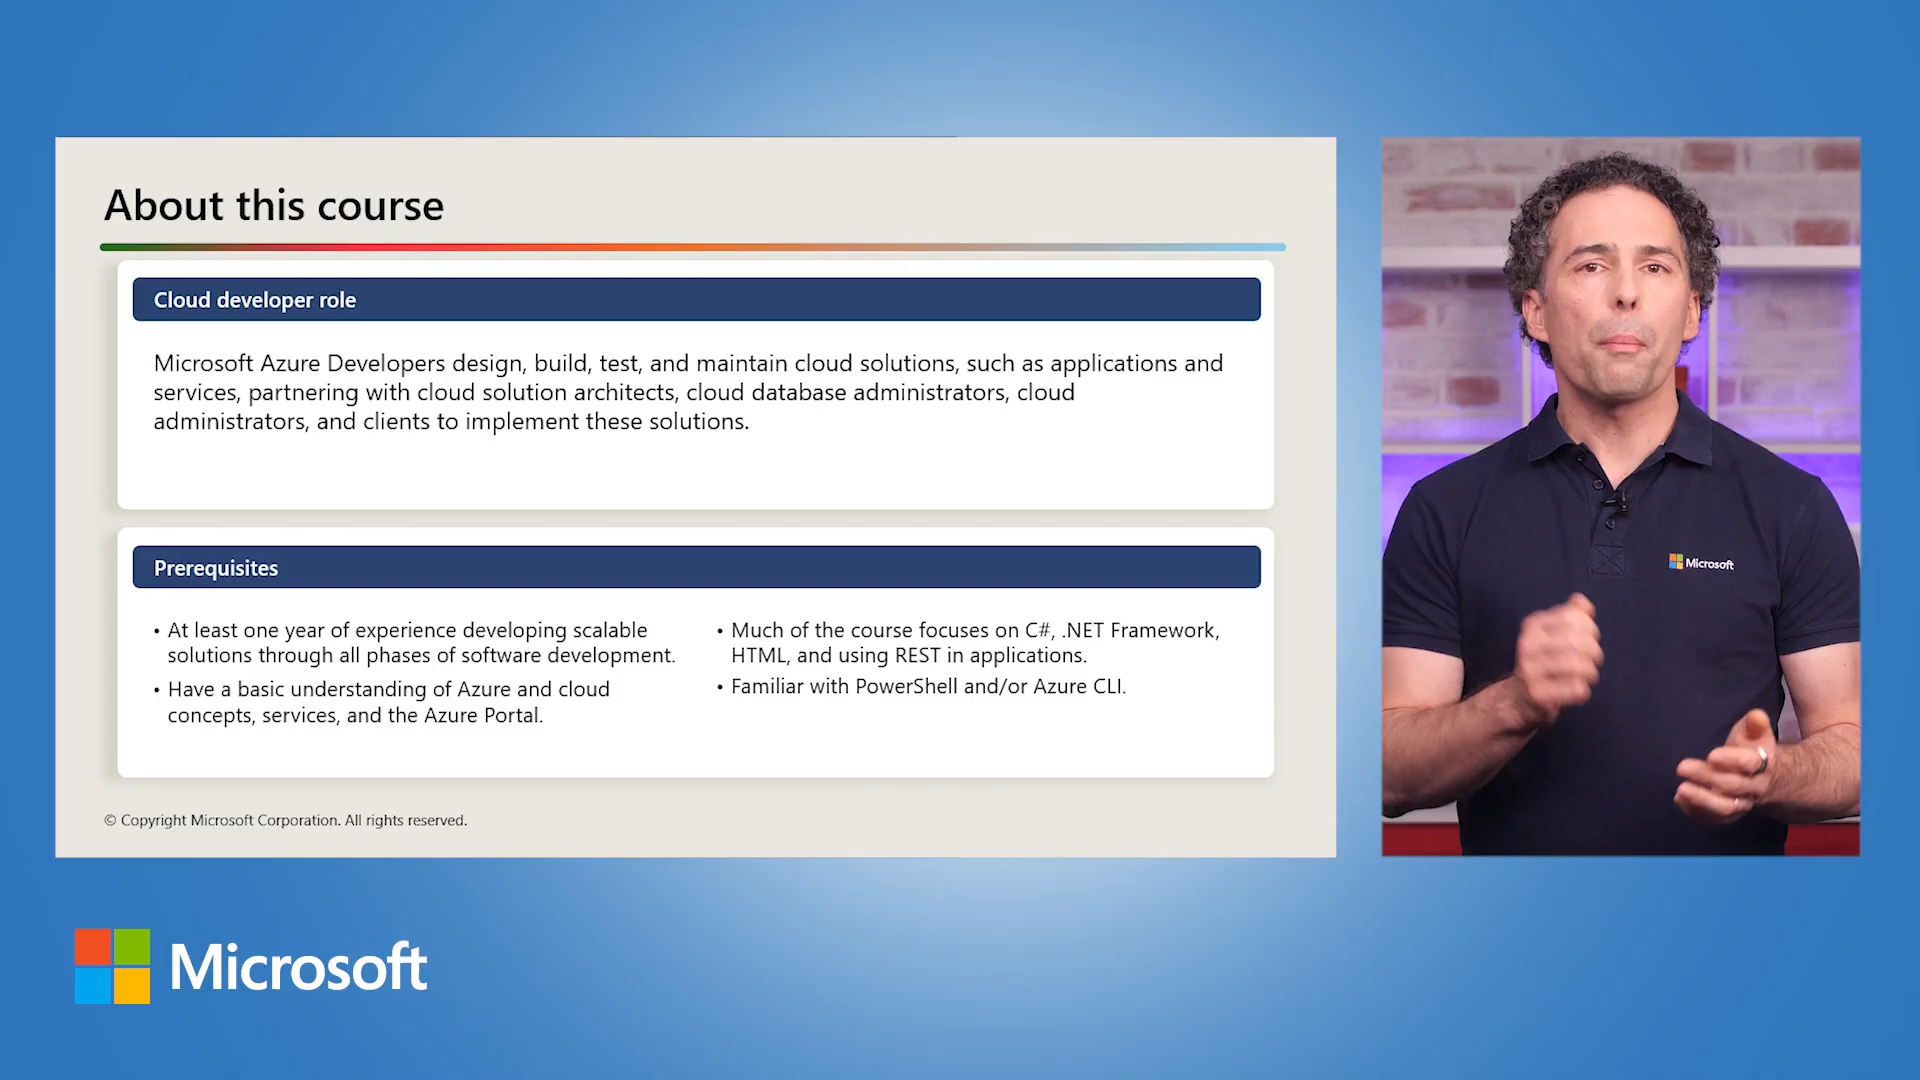 About this course
Cloud developer role
Microsoft Azure Developers design, build, test, and maintain cloud solutions, such as applications and
services, partnering with cloud solution architects, cloud database administrators, cloud
administrators, and clients to implement these solutions.
Prerequisites
• At least one year of experience developing scalable
solutions through all phases of software development.
• Have a basic understanding of Azure and cloud
concepts, services, and the Azure Portal.
• Much of the course focuses on C#, .NET Framework,
HTML, and using REST in applications.
• Familiar with PowerShell and/or Azure CLI.
© Copyright Microsoft Corporation. All rights reserved.
Microsoft
Microsoft